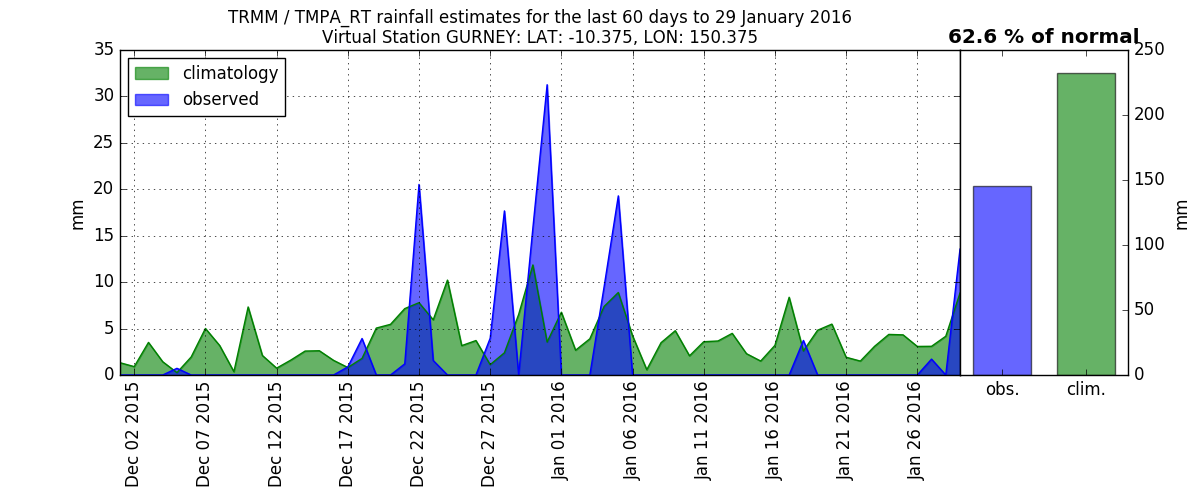 TRMM / TMPA_RT rainfall estimates for the last 60 days to 29 January 2016
Virtual Station GURNEY: LAT: -10.375, LON: 150.375
62.6 % of normal
climatology
observed
mm
35
30
25
20
15
10
5
0
Dec 02 2015
Dec 07 2015
Dec 12 2015
Dec 17 2015
Dec 22 2015
Dec 27 2015
Jan 01 2016
Jan 06 2016
Jan 11 2016
Jan 16 2016
Jan 21 2016
Jan 26 2016
250
200
150
100
50
0
mm
obs.
clim.